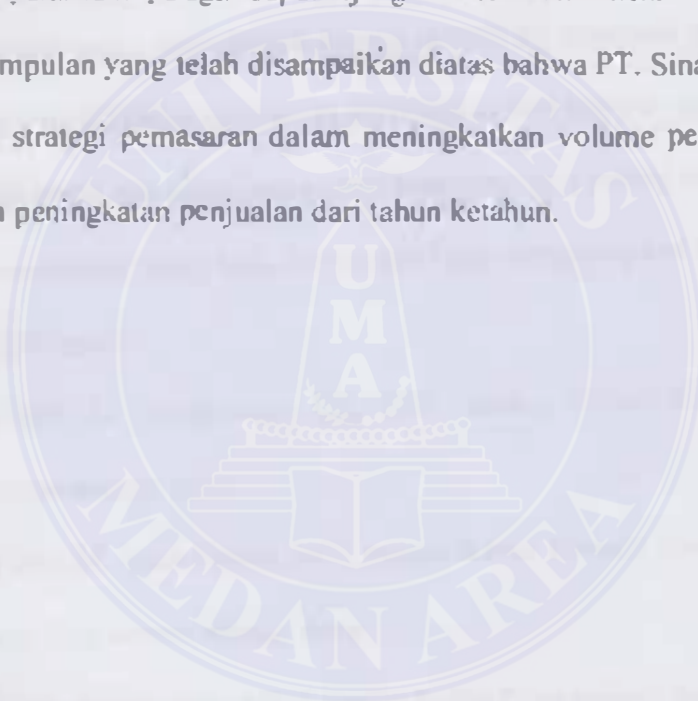 mpulan yang telah disampaikan diatas bahwa PT. Sina
strategi pemasaran dalam meningkatkan volume pe
peningkatan penjualan dari tahun ketahun.
UNIVERSITAS
UMA
MEDAN AREA